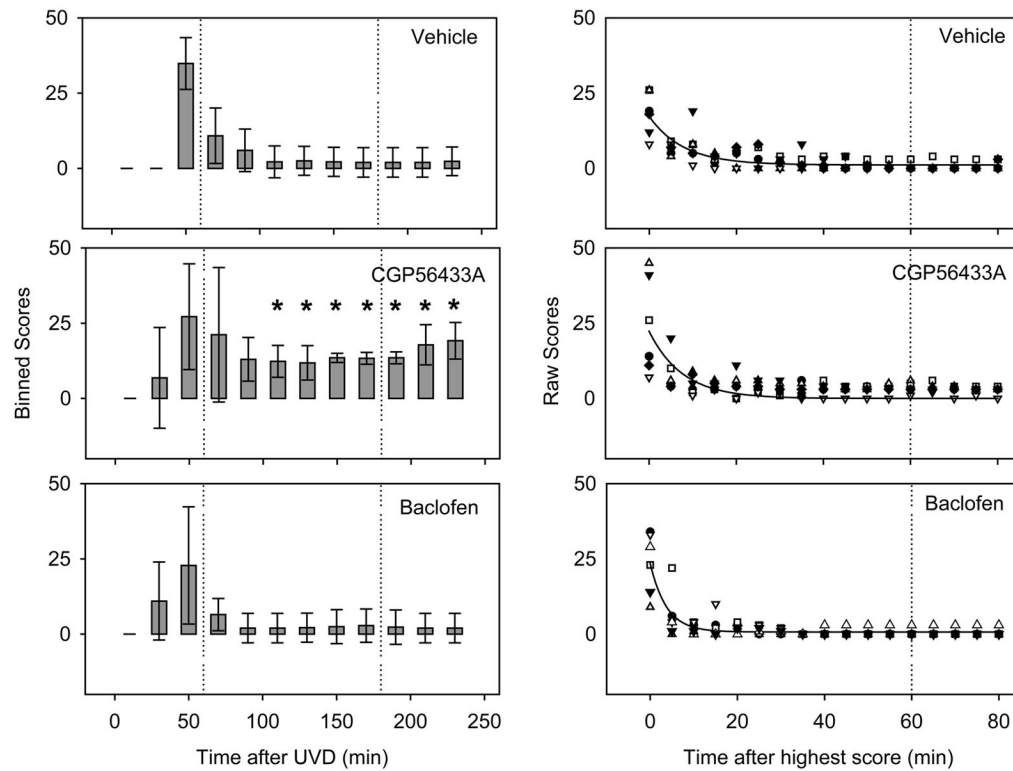 50
25
0
Vehicle
50
25
0
Vehicle
Binned Scores
50
25
0
CGP56433A
* * * * * * *
Raw Scores
50
25
0
CGP56433A
50
25
0
Baclofen
0 50 100 150 200 250
Time after UVD (min)
50
25
0
Baclofen
0 20 40 60 80
Time after highest score (min)